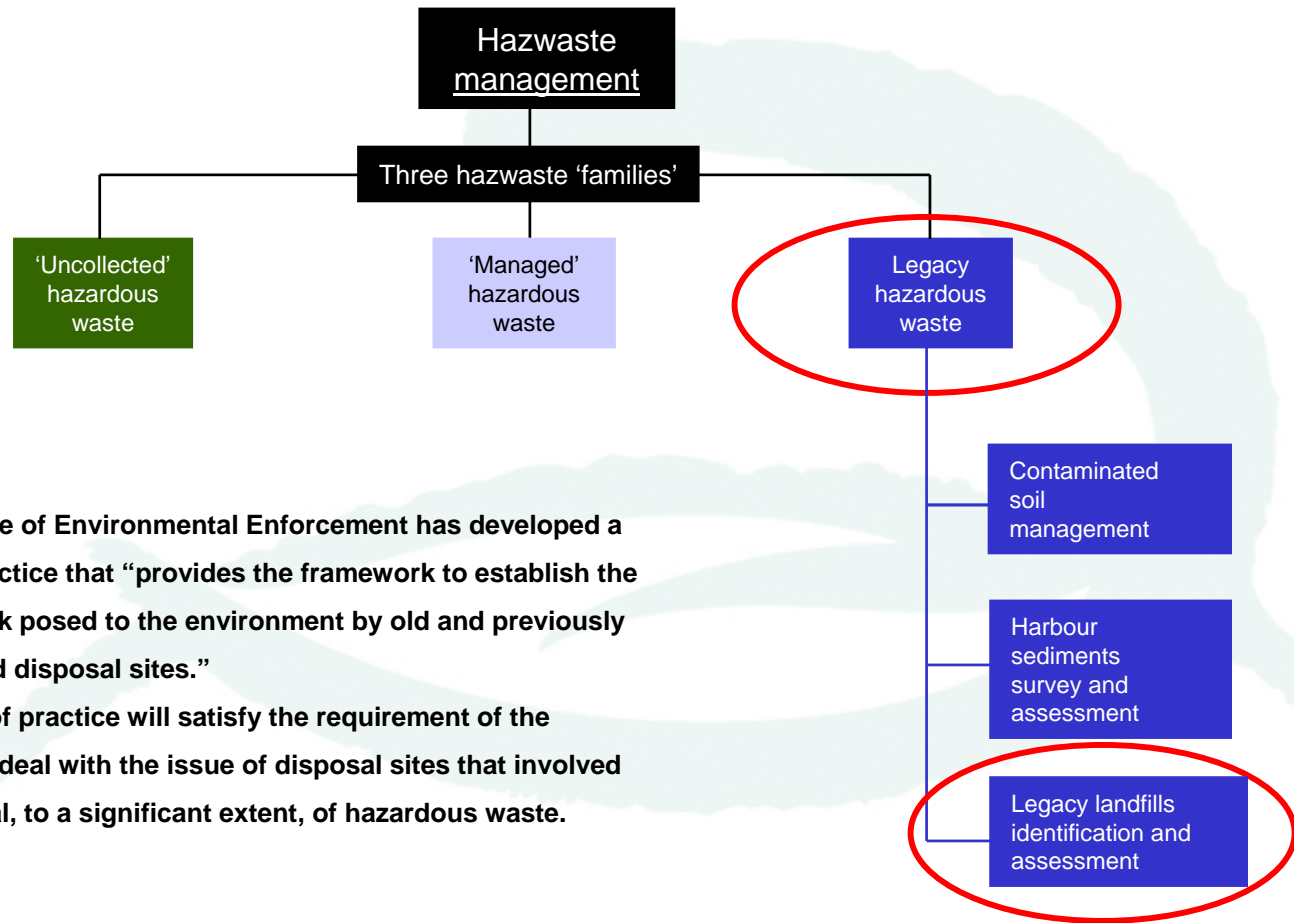 Hazwaste
management
Three hazwaste ‘families’
‘Uncollected’
hazardous
waste
‘Managed’
hazardous
waste
Legacy
hazardous
waste
Contaminated
soil
management
Harbour
sediments
survey and
assessment
Legacy landfills
identification and
assessment
e of Environmental Enforcement has developed a
ctice that “provides the framework to establish the
k posed to the environment by old and previously
d disposal sites.”
of practice will satisfy the requirement of the
deal with the issue of disposal sites that involved
al, to a significant extent, of hazardous waste.